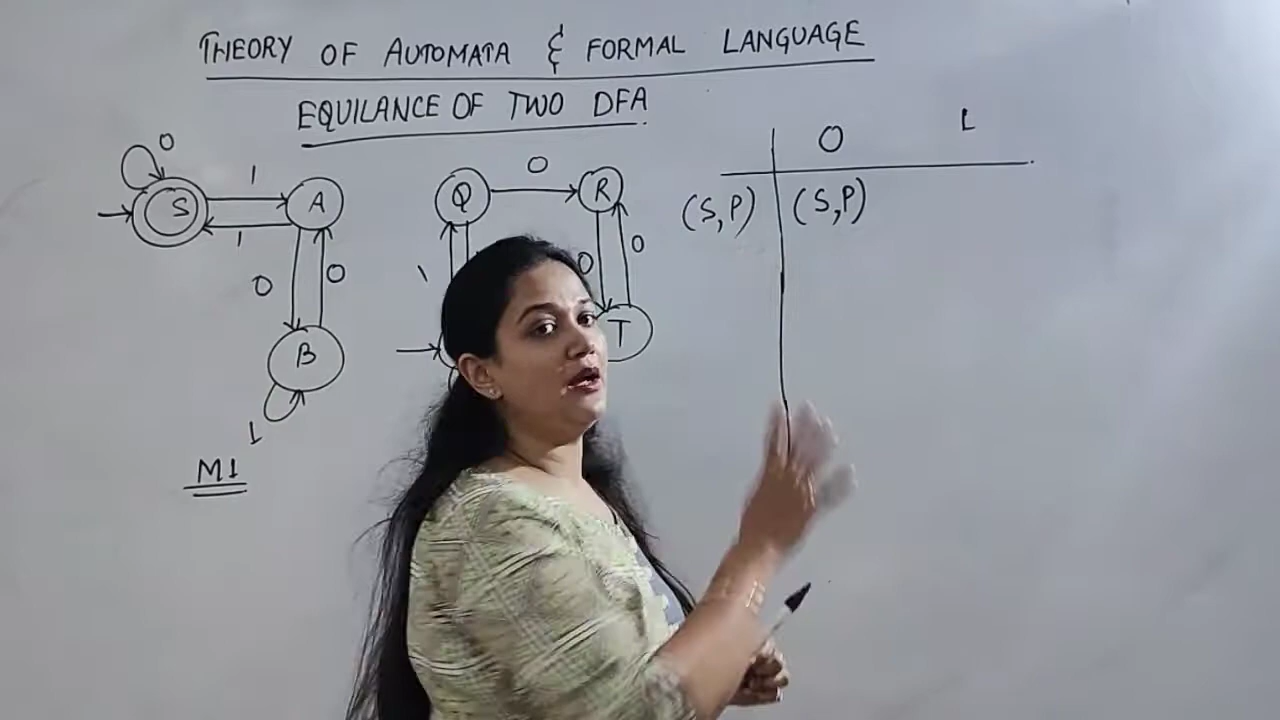 THEORY OF AUTOMATA & FORMAL LANGUAGE
EQUILANCE OF TWO DFA
0 1
(S,P) (S,P)
0
S 1 A
1
0 0
B
1
M1
Q 0 R
1 0 0
T